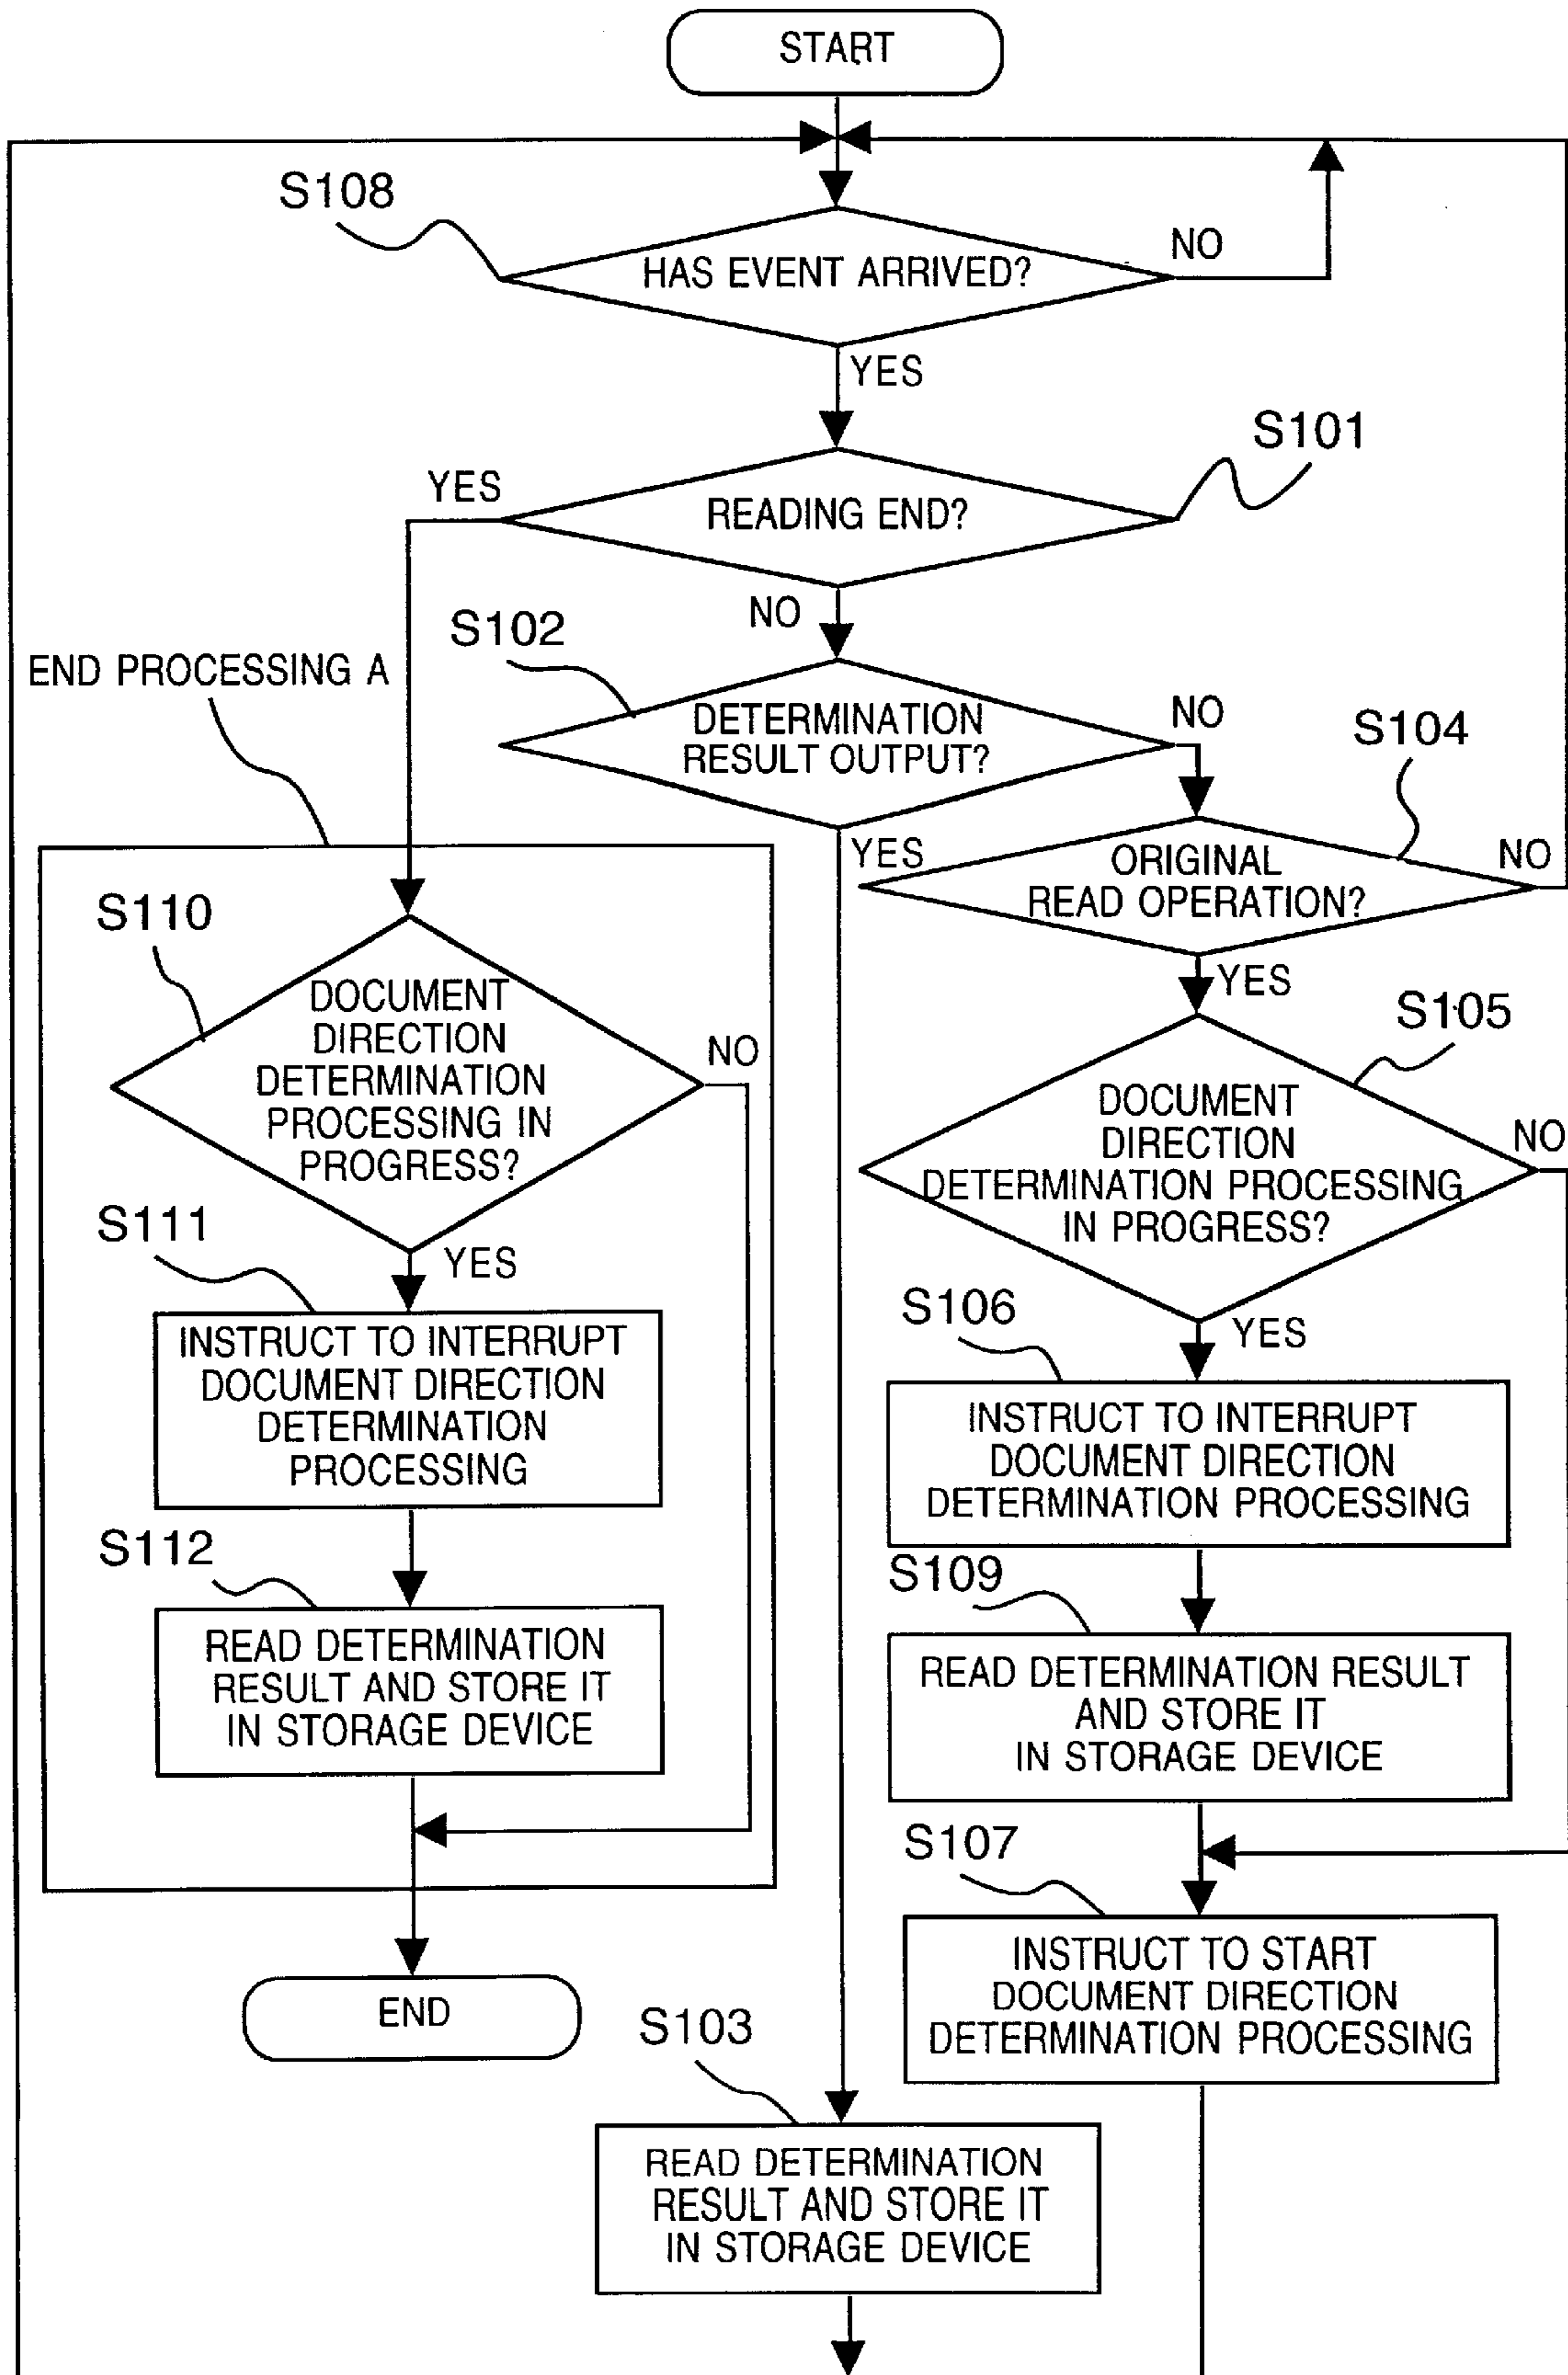 START
S108
HAS EVENT ARRIVED?
NO
YES
S101
YES
READING END?
NO
S102
END PROCESSING A
DETERMINATION
RESULT OUTPUT?
NO
S104
YES
ORIGINAL
READ OPERATION?
NO
YES
S110
DOCUMENT
DIRECTION
DETERMINATION
PROCESSING IN
PROGRESS?
NO
S105
DOCUMENT
DIRECTION
DETERMINATION PROCESSING
IN PROGRESS?
NO
S111
YES
INSTRUCT TO INTERRUPT
DOCUMENT DIRECTION
DETERMINATION
PROCESSING
S106
YES
INSTRUCT TO INTERRUPT
DOCUMENT DIRECTION
DETERMINATION PROCESSING
S112
READ DETERMINATION
RESULT AND STORE IT
IN STORAGE DEVICE
S109
READ DETERMINATION RESULT
AND STORE IT
IN STORAGE DEVICE
S107
INSTRUCT TO START
DOCUMENT DIRECTION
DETERMINATION PROCESSING
END
S103
READ DETERMINATION
RESULT AND STORE IT
IN STORAGE DEVICE